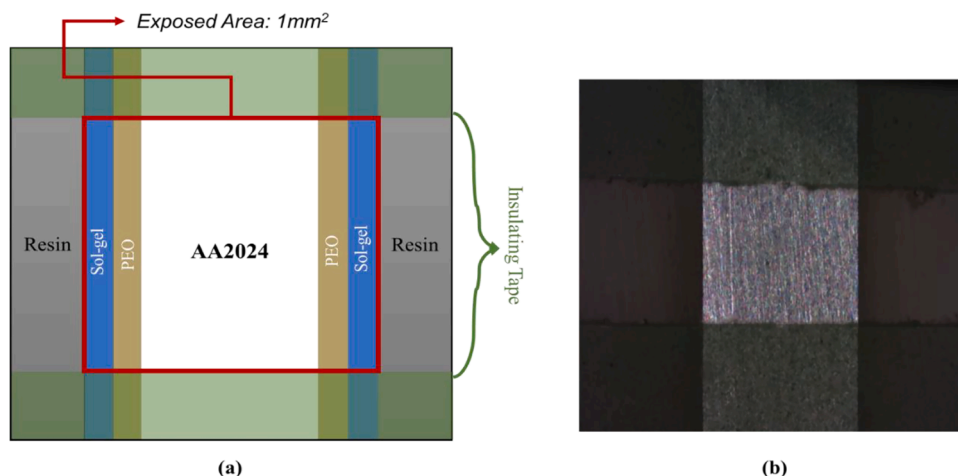 Exposed Area: 1mm²
Resin
Sol-gel
PEO
AA2024
PEO
Sol-gel
Resin
Insulating Tape
(a)
(b)